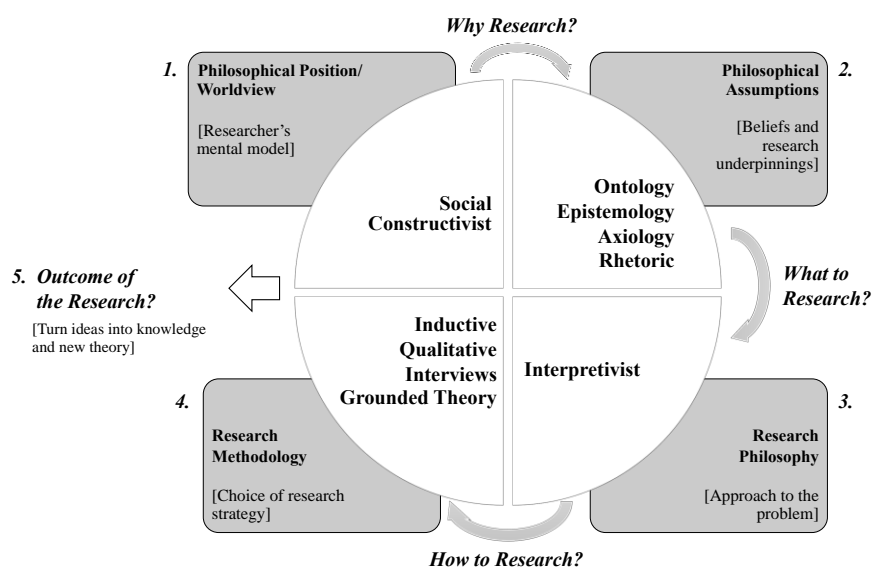 Why Research?
1.
Philosophical Position/
Worldview
[Researcher’s
mental model]
2.
Philosophical
Assumptions
[Beliefs and
research
underpinnings]
Social
Constructivist
Ontology
Epistemology
Axiology
Rhetoric
What to
Research?
5. Outcome of
the Research?
[Turn ideas into knowledge
and new theory]
Inductive
Qualitative
Interviews
Grounded Theory
Interpretivist
4.
Research
Methodology
[Choice of research
strategy]
3.
Research
Philosophy
[Approach to the
problem]
How to Research?